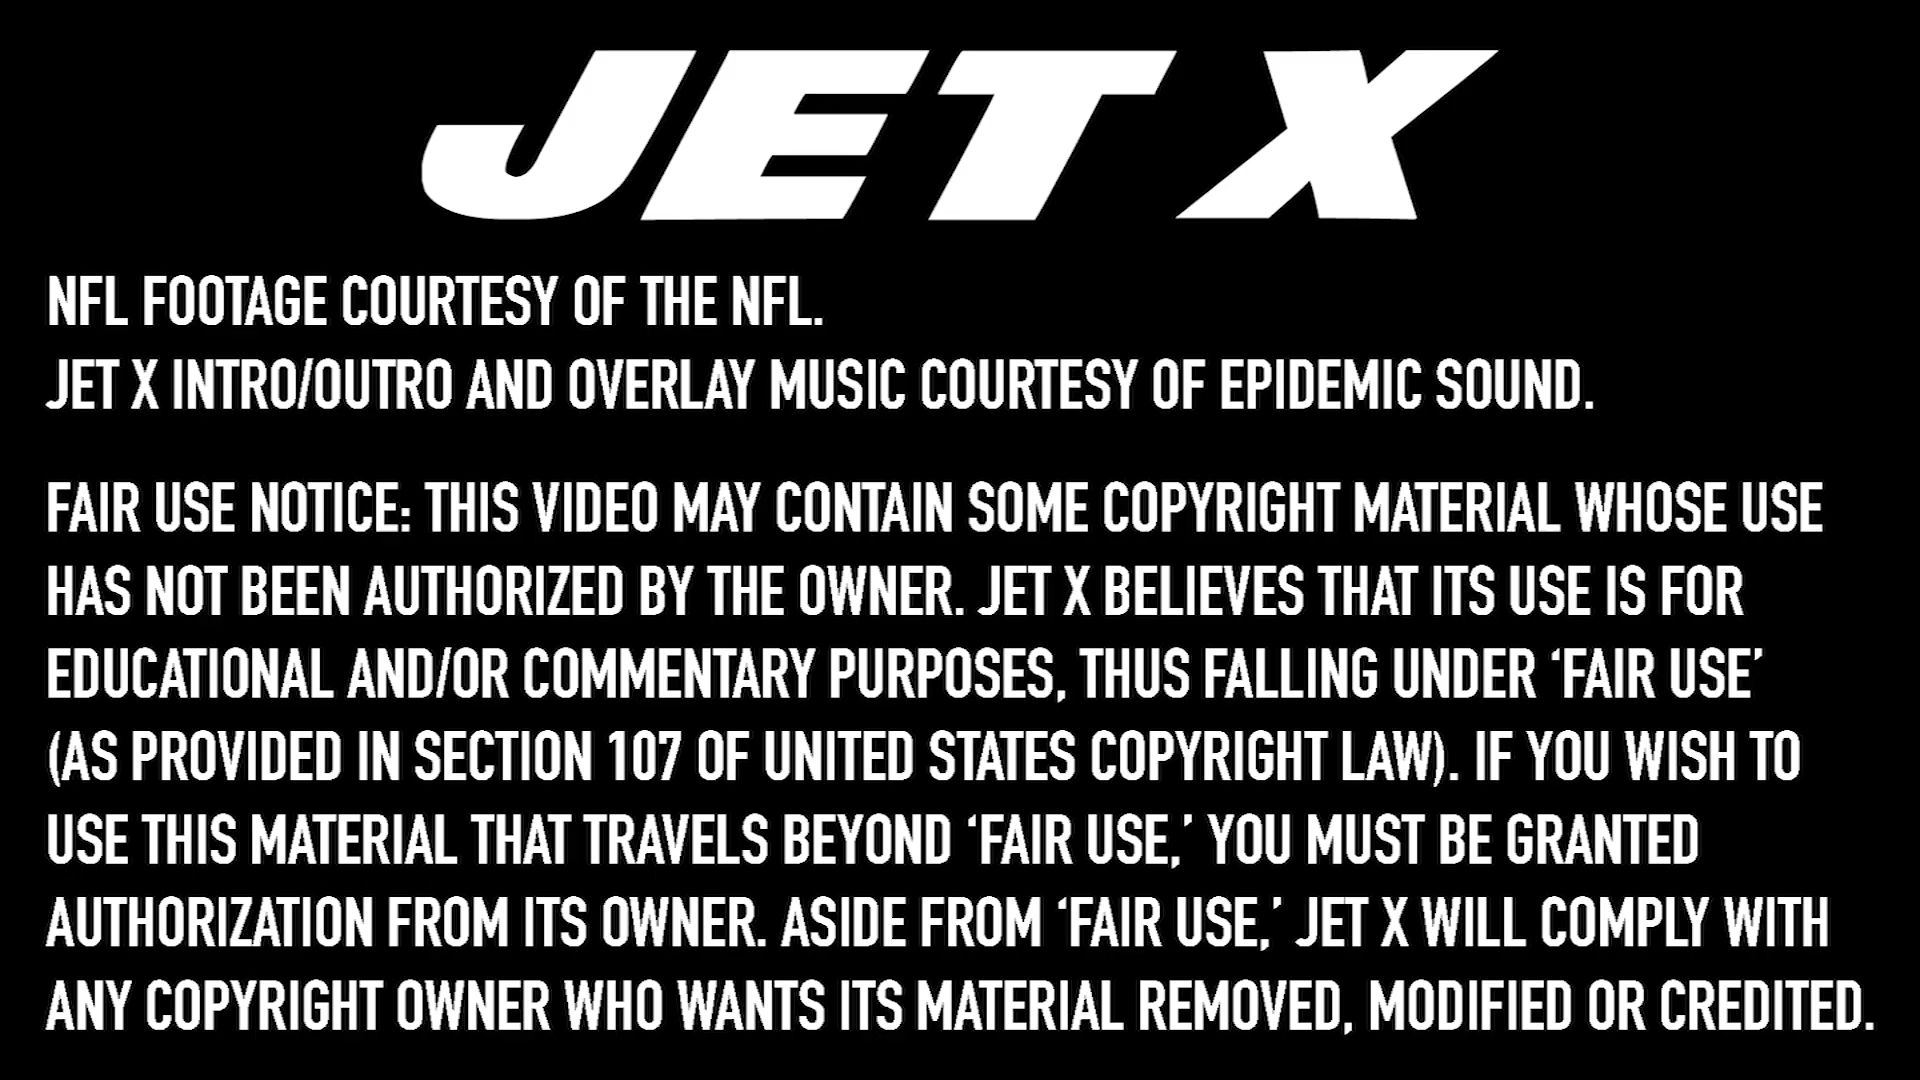 JET X
NFL FOOTAGE COURTESY OF THE NFL.
JET X INTRO/OUTRO AND OVERLAY MUSIC COURTESY OF EPIDEMIC SOUND.
FAIR USE NOTICE: THIS VIDEO MAY CONTAIN SOME COPYRIGHT MATERIAL WHOSE USE
HAS NOT BEEN AUTHORIZED BY THE OWNER. JET X BELIEVES THAT ITS USE IS FOR
EDUCATIONAL AND/OR COMMENTARY PURPOSES, THUS FALLING UNDER ‘FAIR USE’
(AS PROVIDED IN SECTION 107 OF UNITED STATES COPYRIGHT LAW). IF YOU WISH TO
USE THIS MATERIAL THAT TRAVELS BEYOND ‘FAIR USE,’ YOU MUST BE GRANTED
AUTHORIZATION FROM ITS OWNER. ASIDE FROM ‘FAIR USE,’ JET X WILL COMPLY WITH
ANY COPYRIGHT OWNER WHO WANTS ITS MATERIAL REMOVED, MODIFIED OR CREDITED.